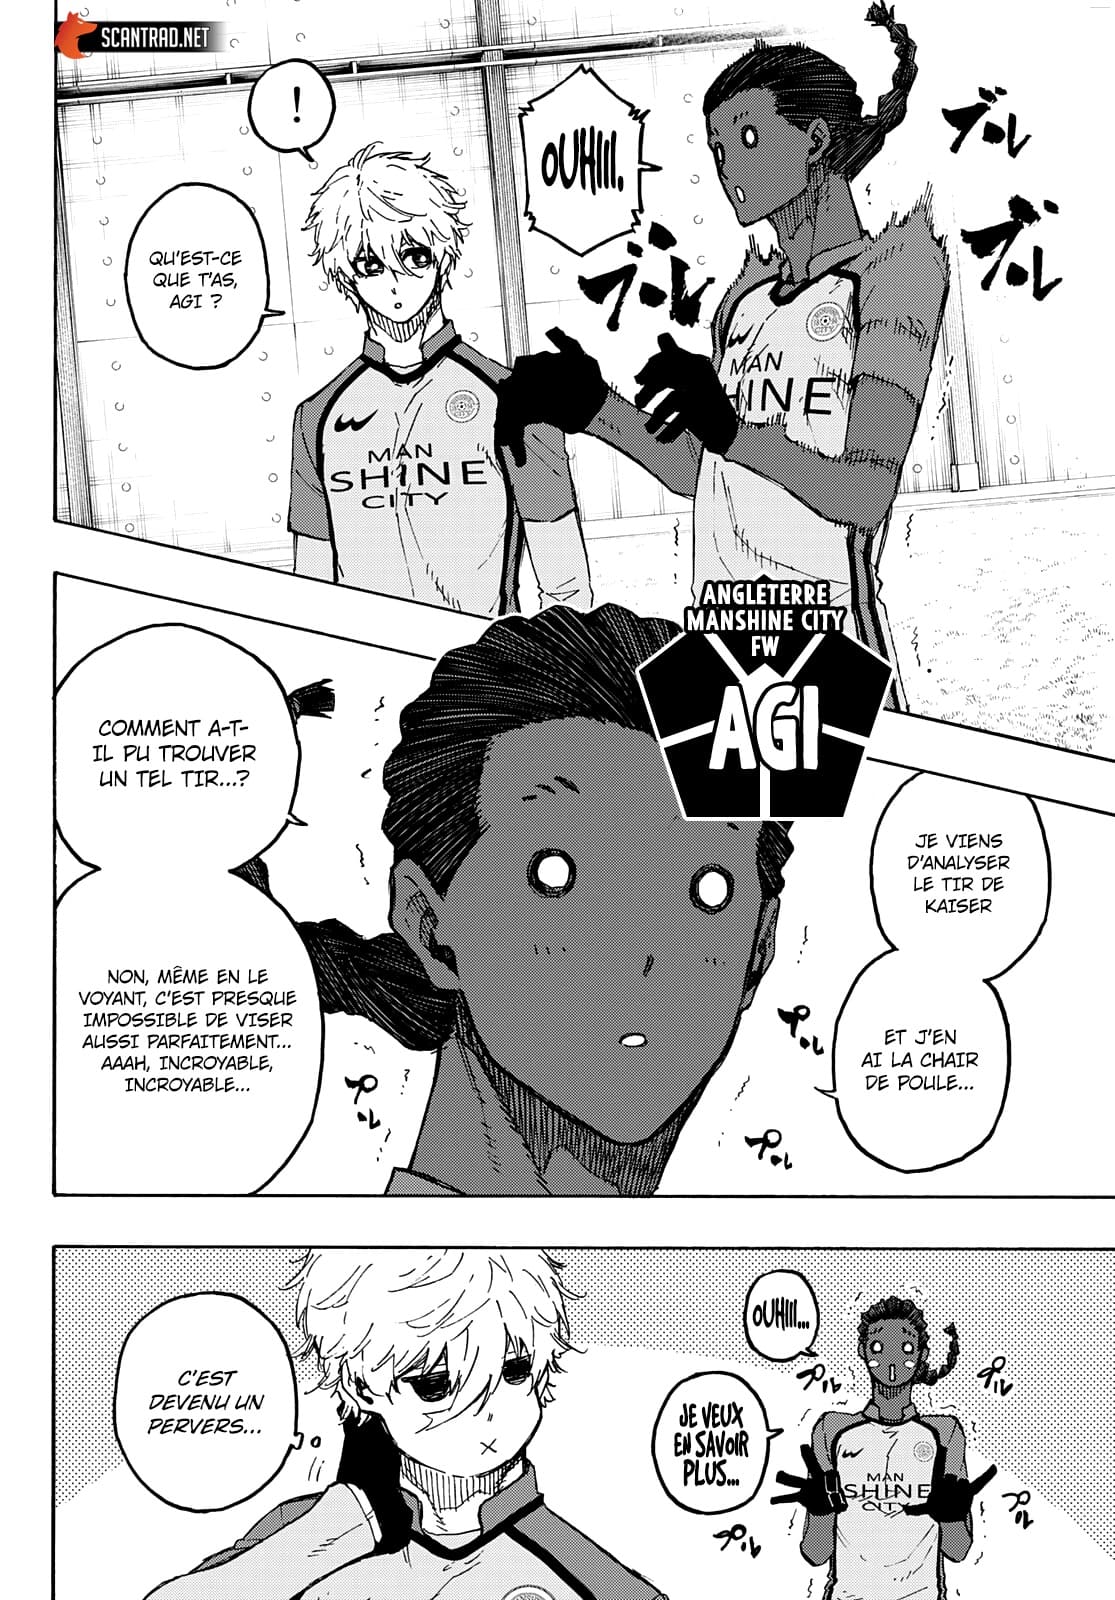 SCANTRAD.NET
!
OUHIII.
QU'EST-CE
QUE T'AS,
AGI ?
ブル
ブル
ブル
MAN
SHINE
CITY
MAN
HINE
ANGLETERRE
MANSHINE CITY
FW
AGI
COMMENT A-T-
IL PU TROUVER
UN TEL TIR...?
JE VIENS
D'ANALYSER
LE TIR DE
KAISER
ET J'EN
AI LA CHAIR
DE POULE...
NON, MÊME EN LE
VOYANT, C'EST PRESQUE
IMPOSSIBLE DE VISER
AUSSI PARFAITEMENT...
AAAH, INCROYABLE,
INCROYABLE...
プル
プル
プル
OUHIII...
JE VEUX
EN SAVOIR
PLUS...
C'EST
DEVENU UN
PERVERS...
プル
プル
プル
プル
MAN
SHINE
CITY